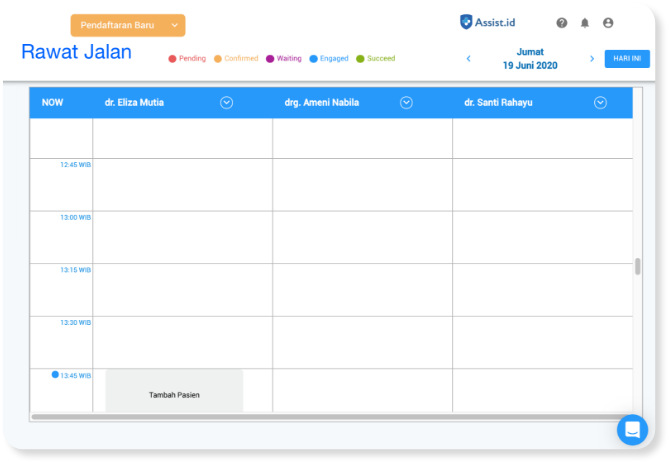 Pendaftaran Baru
Assist.id
Rawat Jalan
Pending Confirmed Waiting Engaged Succeed
Jumat
19 Juni 2020
HARI INI
NOW dr. Eliza Mutia drg. Ameni Nabila dr. Santi Rahayu
12:45 WIB
13:00 WIB
13:15 WIB
13:30 WIB
13:45 WIB
Tambah Pasien